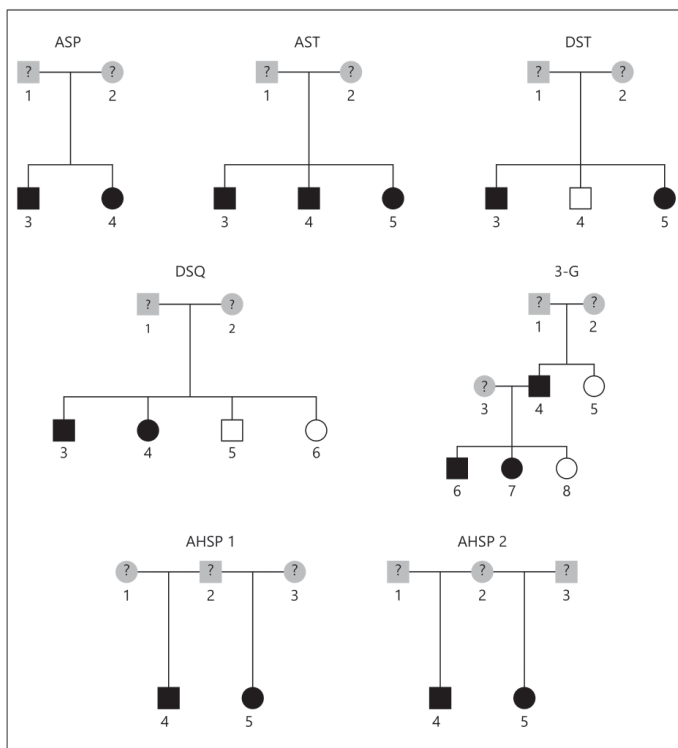 ASP AST DST
? ? ? ? ? ?
1 2 1 2 1 2
3 4 3 4 5 3 4 5
DSQ 3-G
? ? ? ?
1 2 1 2
?
3 4 5
3 4 5 6
6 7 8
AHSP 1 AHSP 2
? ? ? ? ? ?
1 2 3 1 2 3
4 5 4 5